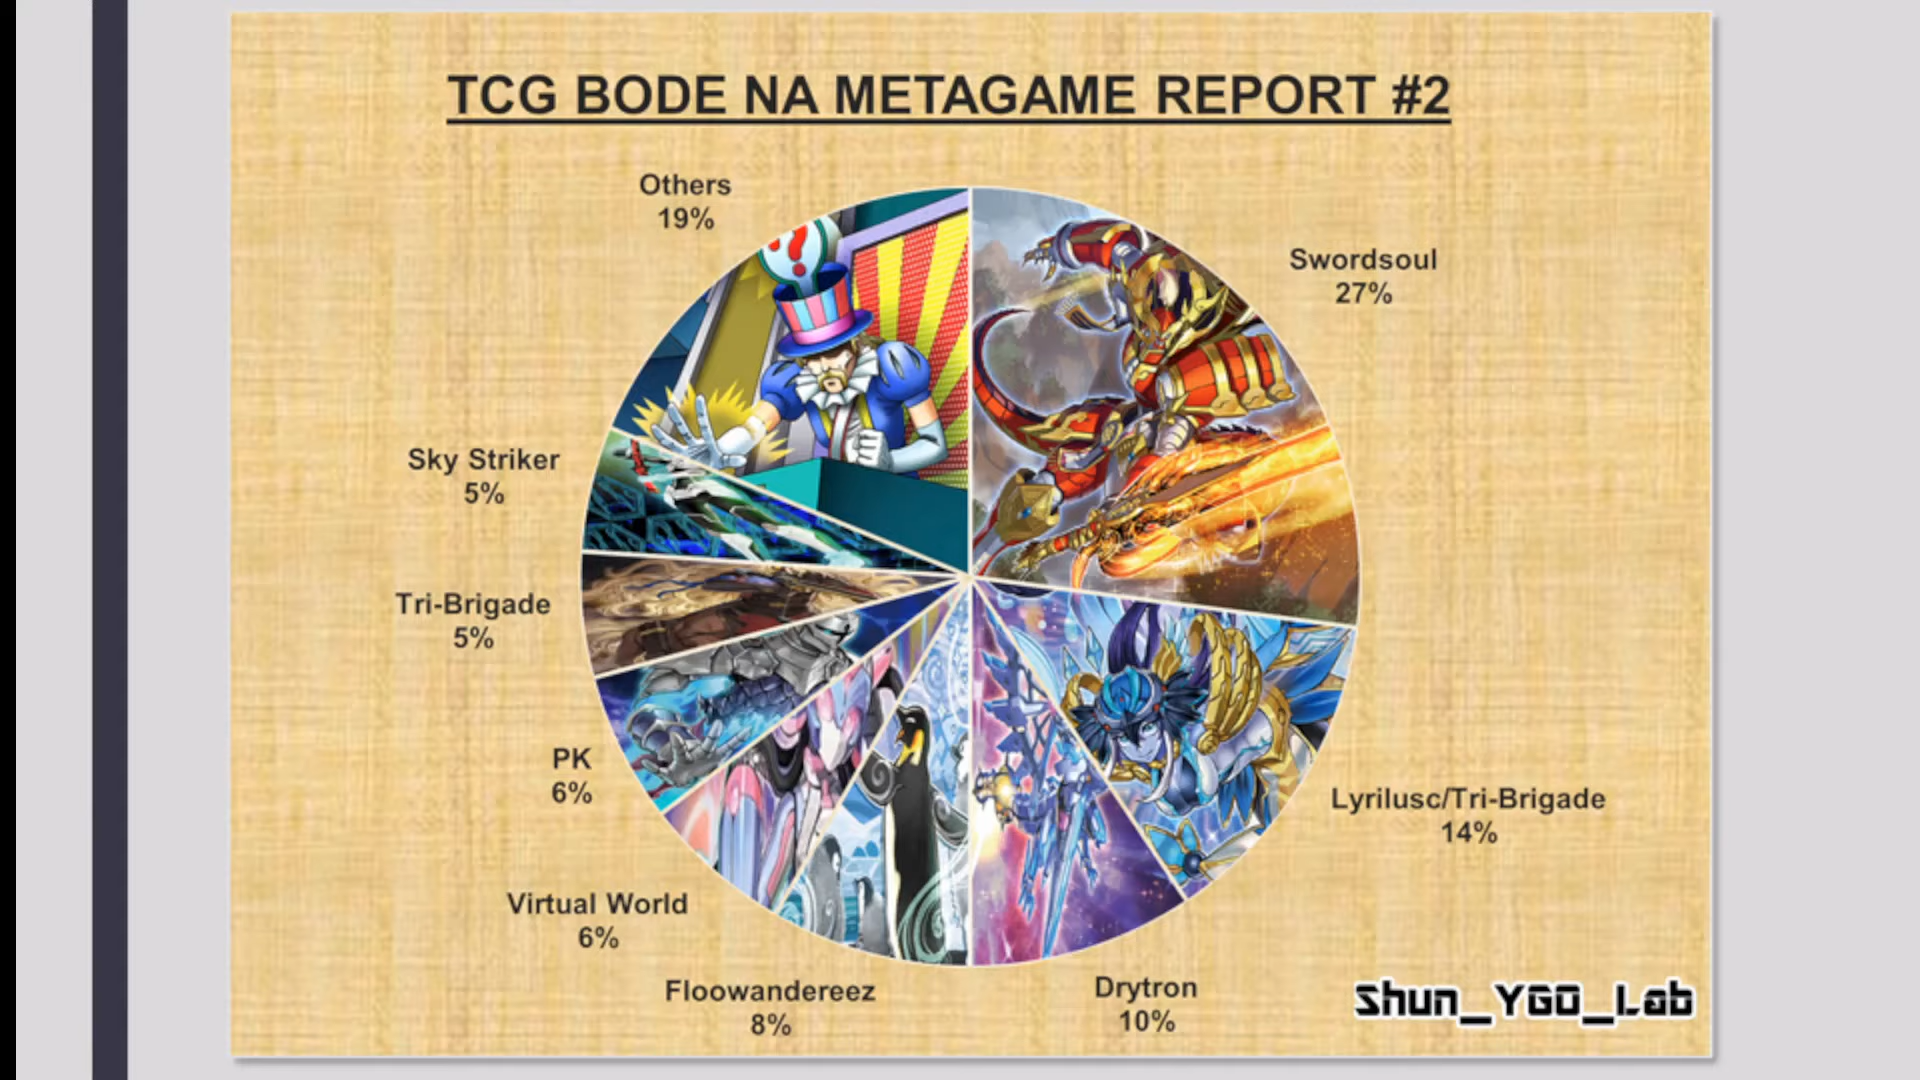 TCG BODE NA METAGAME REPORT #2
Others
19%
Swordsoul
27%
Sky Striker
5%
Tri-Brigade
5%
PK
6%
Lyrilusc/Tri-Brigade
14%
Virtual World
6%
Floowandereez
8%
Drytron
10%
Shun_YGO_Lab